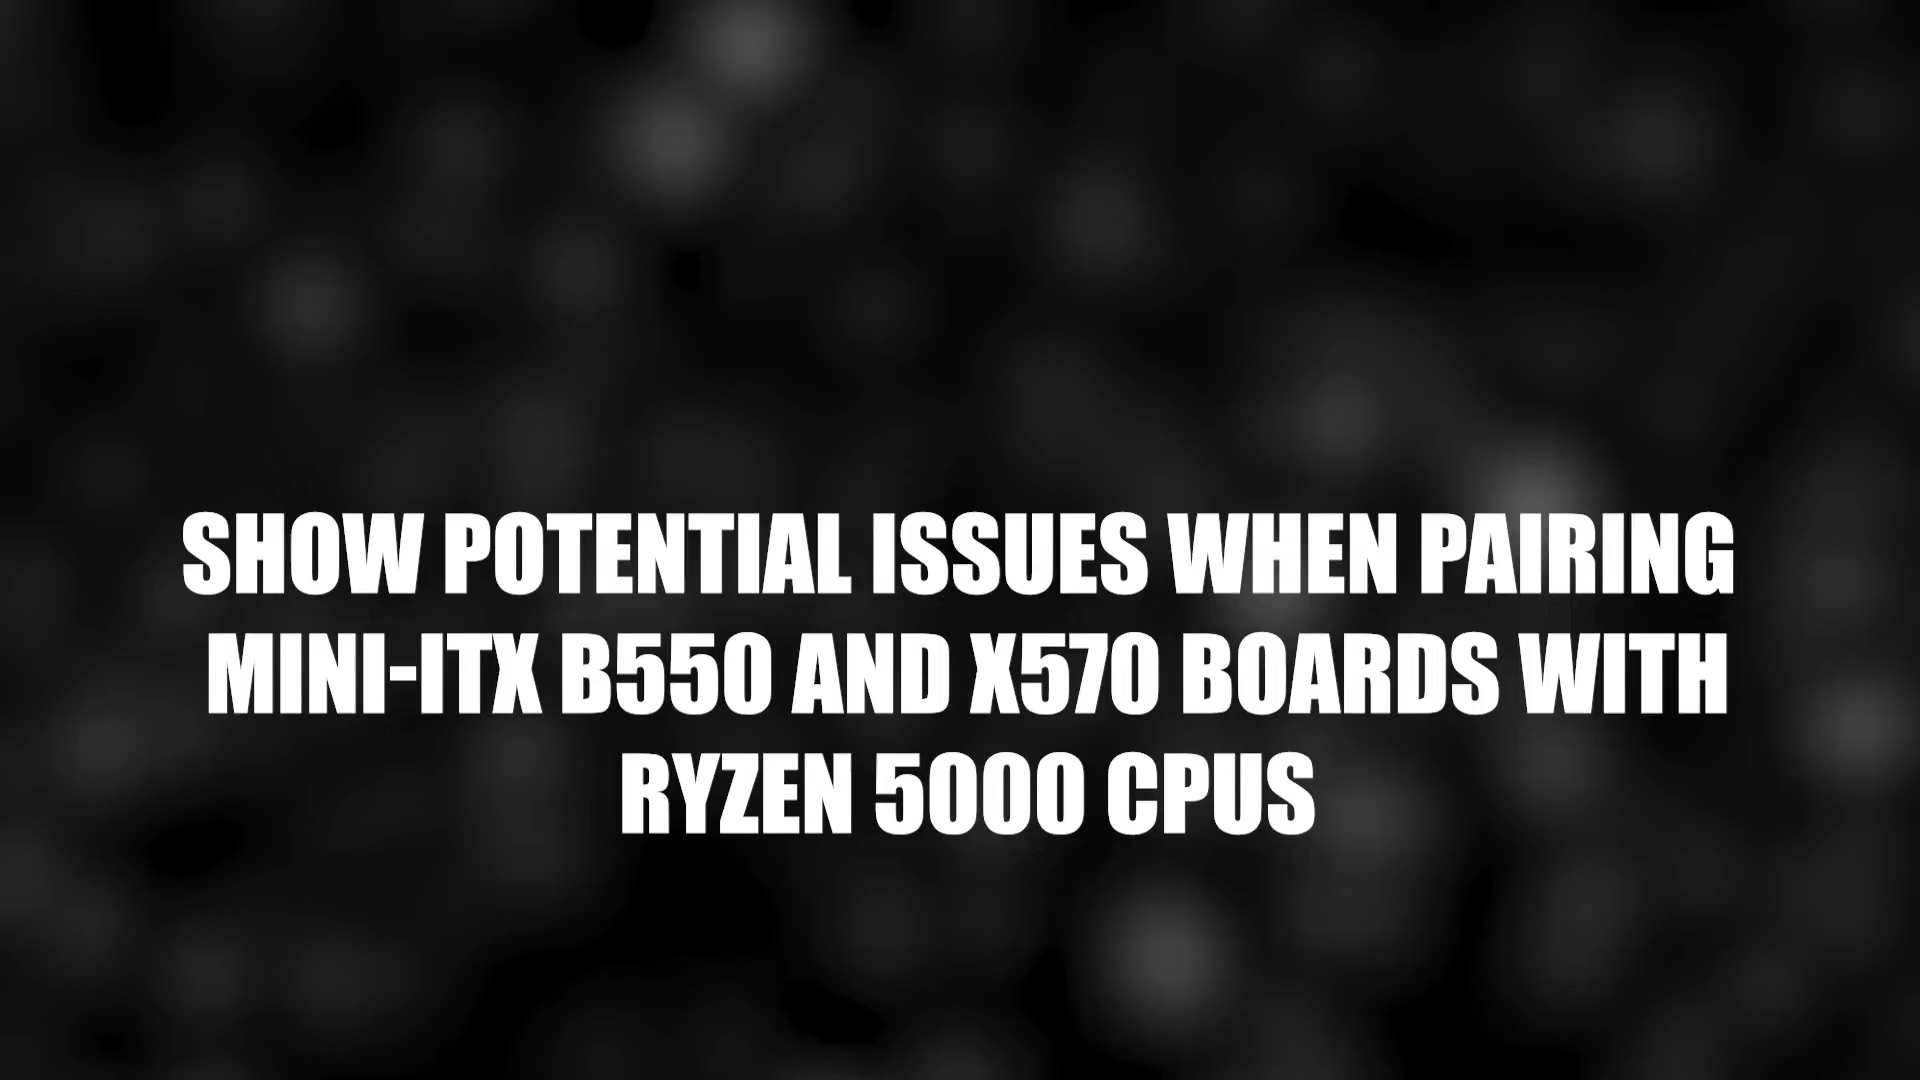 SHOW POTENTIAL ISSUES WHEN PAIRING
MINI-ITX B550 AND X570 BOARDS WITH
RYZEN 5000 CPUS